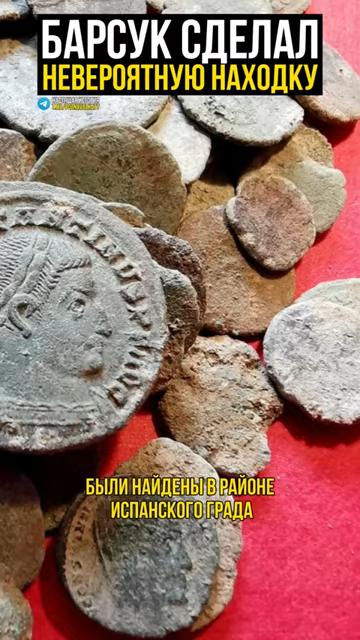 БАРСУК СДЕЛАЛ
НЕВЕРОЯТНУЮ НАХОДКУ
БЫЛИ НАЙДЕНЫ В РАЙОНЕ
ИСПАНСКОГО ГРАДА